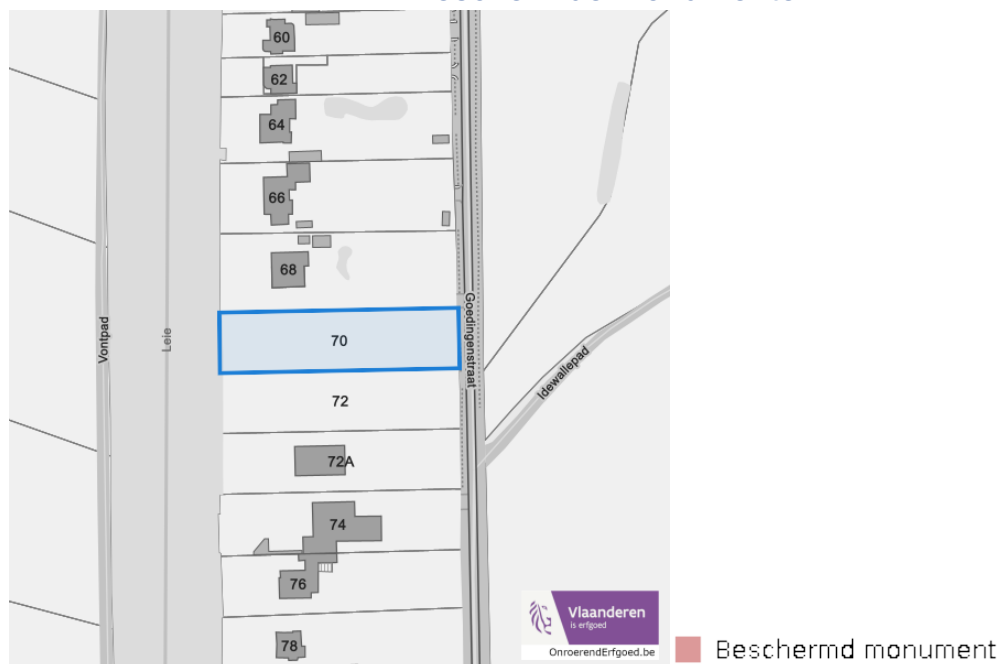 60
62
64
66
68
70
72
72A
74
76
78
Vontpad
Leie
Goedingenstraat
Idewallepad
Vlaanderen
is erfgoed
OnroerendErfgoed.be
Beschermd monument